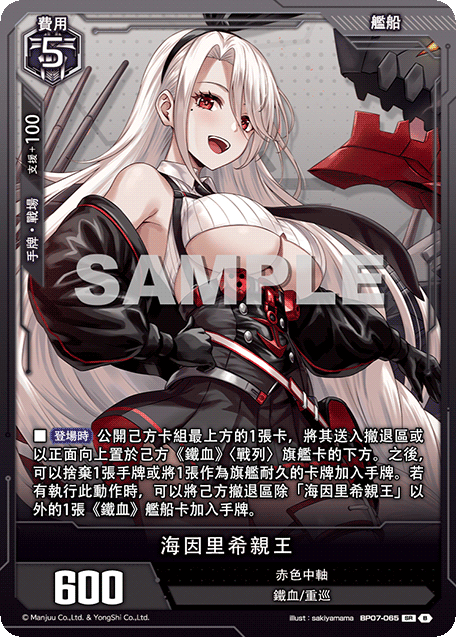 費用
5
艦船
手牌・戰場 支援+100
SAMPLE
■ 登場時 公開己方卡組最上方的1張卡，將其送入撤退區或
以正面向上置於己方《鐵血》〈戰列〉旗艦卡的下方。之後，
可以捨棄1張手牌或將1張作為旗艦耐久的卡牌加入手牌。若
有執行此動作時，可以將己方撤退區除「海因里希親王」以
外的1張《鐵血》艦船卡加入手牌。
海因里希親王
600
赤色中軸
鐵血/重巡
© Manjuu Co.,Ltd. & YongShi Co.,Ltd.
illust : sakiyamama BP07-065 SR B